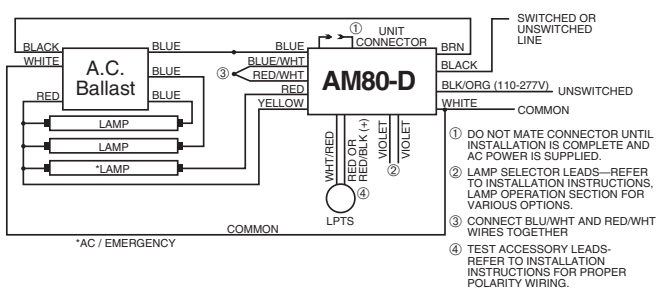 ① UNIT CONNECTOR
SWITCHED OR
UNSWITCHED
LINE
BLACK
WHITE
A.C.
Ballast
BLUE
BLUE
BLUE
RED
BLUE
BLUE/WHT
③
RED/WHT
RED
YELLOW
AM80-D
BRN
BLACK
BLK/ORG (110-277V)
UNSWITCHED
WHITE
COMMON
LAMP
LAMP
*LAMP
WHT/RED
RED OR
RED/BLK (+)
VIOLET
VIOLET
②
④
LPTS
COMMON
*AC / EMERGENCY
① DO NOT MATE CONNECTOR UNTIL
INSTALLATION IS COMPLETE AND
AC POWER IS SUPPLIED.
② LAMP SELECTOR LEADS—REFER
TO INSTALLATION INSTRUCTIONS,
LAMP OPERATION SECTION FOR
VARIOUS OPTIONS.
③ CONNECT BLU/WHT AND RED/WHT
WIRES TOGETHER
④ TEST ACCESSORY LEADS-
REFER TO INSTALLATION
INSTRUCTIONS FOR PROPER
POLARITY WIRING.